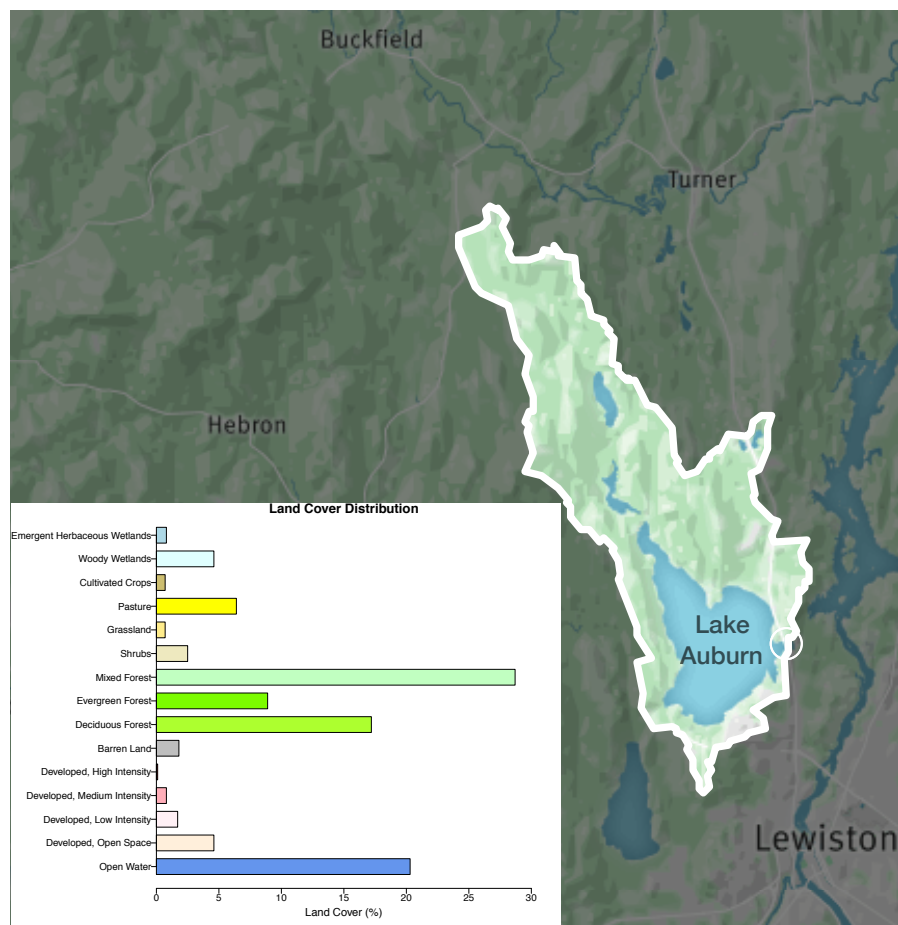 Buckfield
Turner
Hebron
Lake
Auburn
Lewiston
Land Cover Distribution
Emergent Herbaceous Wetlands
Woody Wetlands
Cultivated Crops
Pasture
Grassland
Shrubs
Mixed Forest
Evergreen Forest
Deciduous Forest
Barren Land
Developed, High Intensity
Developed, Medium Intensity
Developed, Low Intensity
Developed, Open Space
Open Water
0 5 10 15 20 25 30
Land Cover (%)